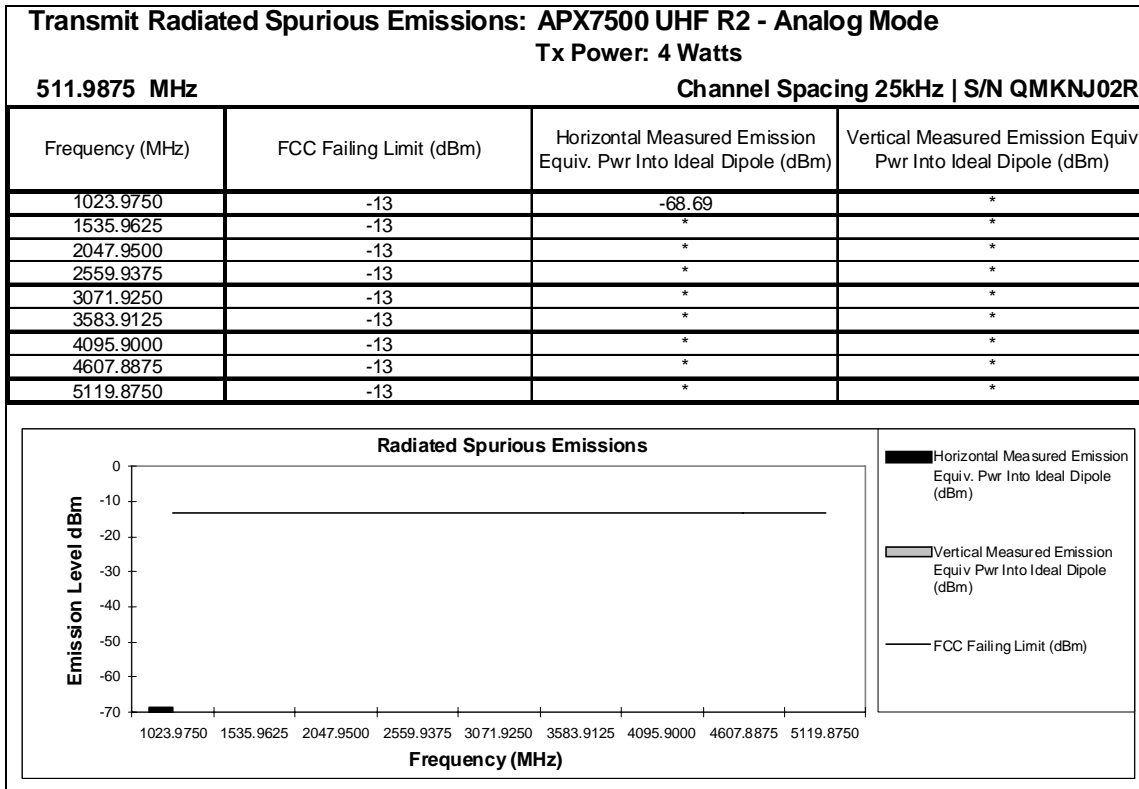 Transmit Radiated Spurious Emissions: APX7500 UHF R2 - Analog Mode
Tx Power: 4 Watts
511.9875 MHz Channel Spacing 25kHz | S/N QMKNJ02R
Frequency (MHz) FCC Failing Limit (dBm) Horizontal Measured Emission Equiv. Pwr Into Ideal Dipole (dBm) Vertical Measured Emission Equiv Pwr Into Ideal Dipole (dBm)
1023.9750 -13 -68.69 *
1535.9625 -13 * *
2047.9500 -13 * *
2559.9375 -13 * *
3071.9250 -13 * *
3583.9125 -13 * *
4095.9000 -13 * *
4607.8875 -13 * *
5119.8750 -13 * *
Radiated Spurious Emissions
Emission Level dBm
0
-10
-20
-30
-40
-50
-60
-70
1023.9750 1535.9625 2047.9500 2559.9375 3071.9250 3583.9125 4095.9000 4607.8875 5119.8750
Frequency (MHz)
Horizontal Measured Emission
Equiv. Pwr Into Ideal Dipole
(dBm)
Vertical Measured Emission
Equiv Pwr Into Ideal Dipole
(dBm)
FCC Failing Limit (dBm)